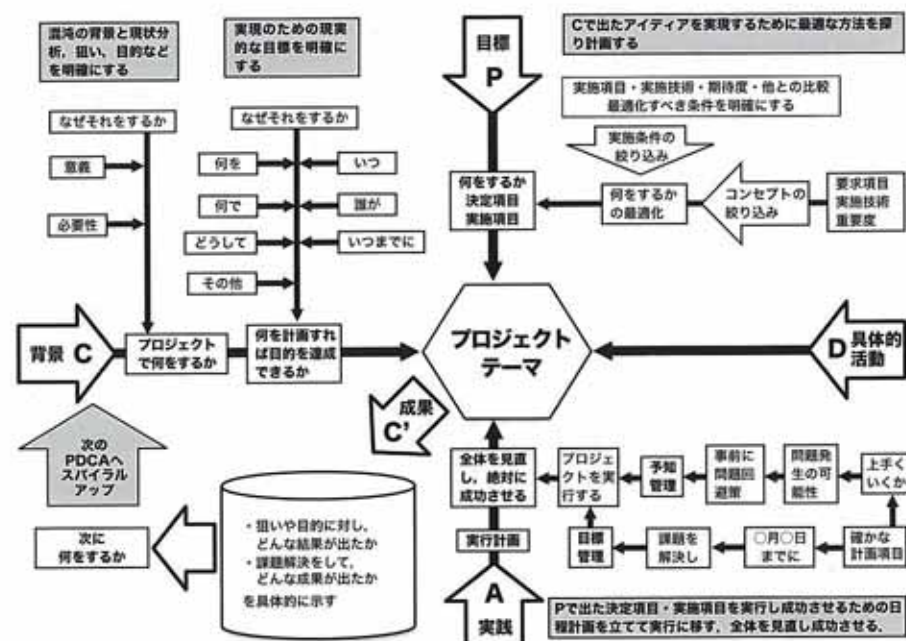 混沌の背景と現状分
析，狙い、目的など
を明確にする
実現のための現実
的な目標を明確に
する
目標
P
Cで出たアイディアを実現するために最適な方法を探
り計画する
実施項目・実施技術・期待度・他との比較
最適化すべき条件を明確にする
なぜそれをするか
意義
必要性
なぜそれをするか
何を
いつ
何で
誰が
どうして
いつまでに
その他
実施条件の
絞り込み
何をするか
決定項目
実施項目
何をするか
の最適化
コンセプトの
絞り込み
要求項目
実施技術
重要度
背景 C
プロジェクト
で何をするか
何を計画すれ
ば目的を達成
できるか
プロジェクト
テーマ
D 具体的
活動
成果
C'
次の
PDCAへ
スパイラル
アップ
次に
何をするか
・狙いや目的に対し，
どんな結果が出たか
・課題解決をして，
どんな成果が出たか
を具体的に示す
全体を見直
し，絶対に
成功させる
プロジェ
クトを実
行する
予知
管理
事前に
問題回
避策
問題発
生の可
能性
上手く
いくか
実行計画
目標
管理
課題を
解決し
〇月〇日
までに
確かな
計画項目
A
実践
Pで出た決定項目・実施項目を実行し成功させるための日
程計画を立てて実行に移す，全体を見直し成功させる．